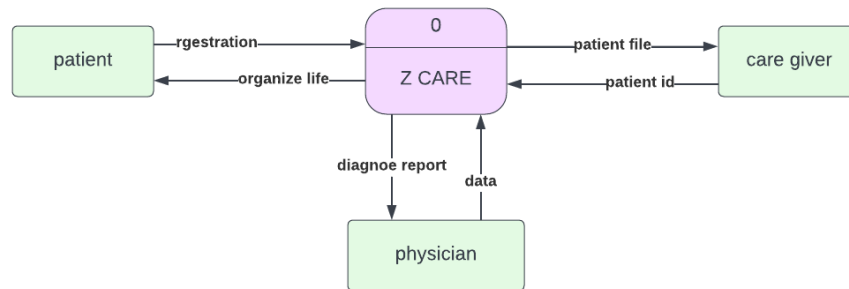 0
rgestration
patient file
patient
care giver
organize life
Z CARE
patient id
diagnoe report
data
physician